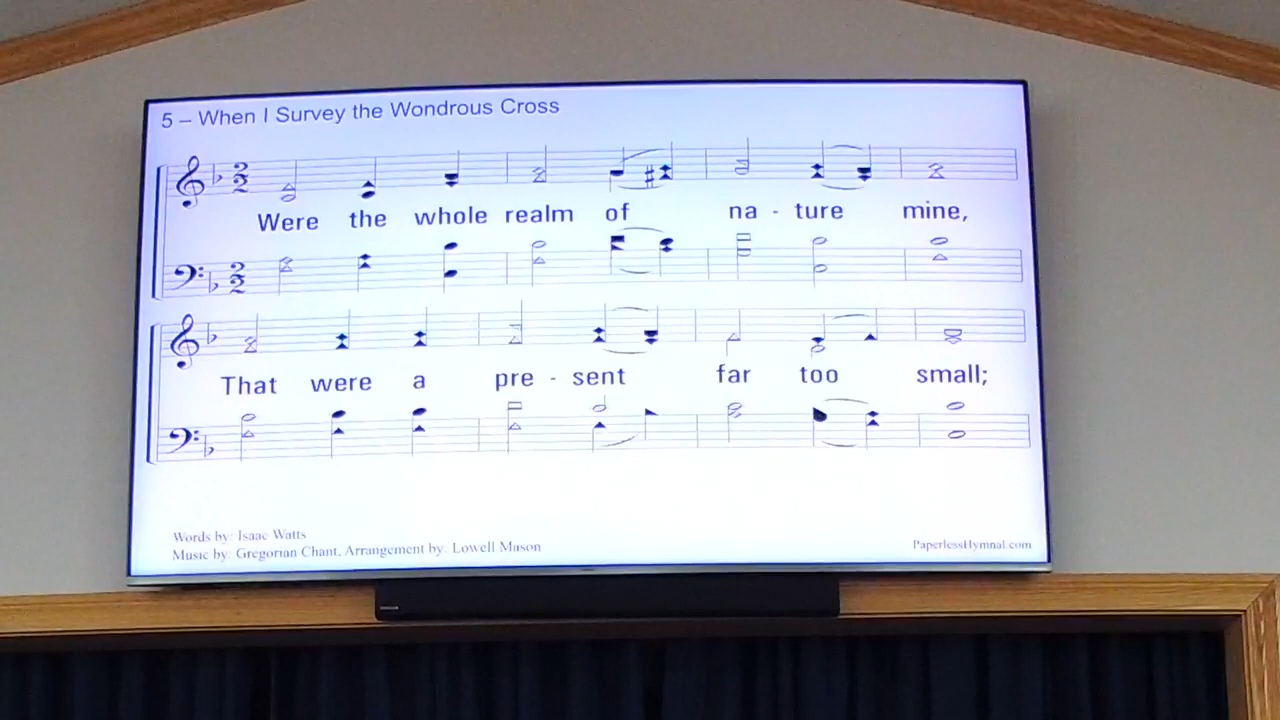 5 – When I Survey the Wondrous Cross
Were the whole realm of na - ture mine,
That were a pre - sent far too small;
Words by: Isaac Watts
Music by: Gregorian Chant, Arrangement by: Lowell Mason
PaperlessHymnal.com